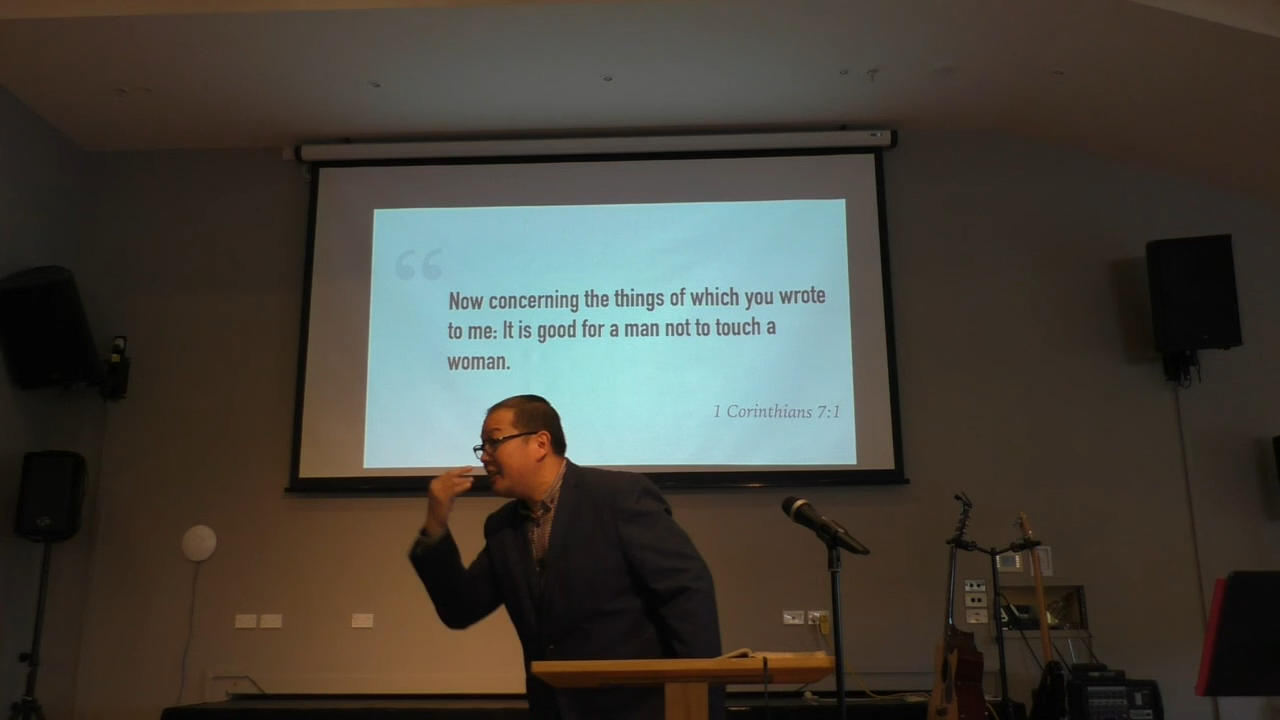 “
Now concerning the things of which you wrote
to me: It is good for a man not to touch a
woman.
1 Corinthians 7:1